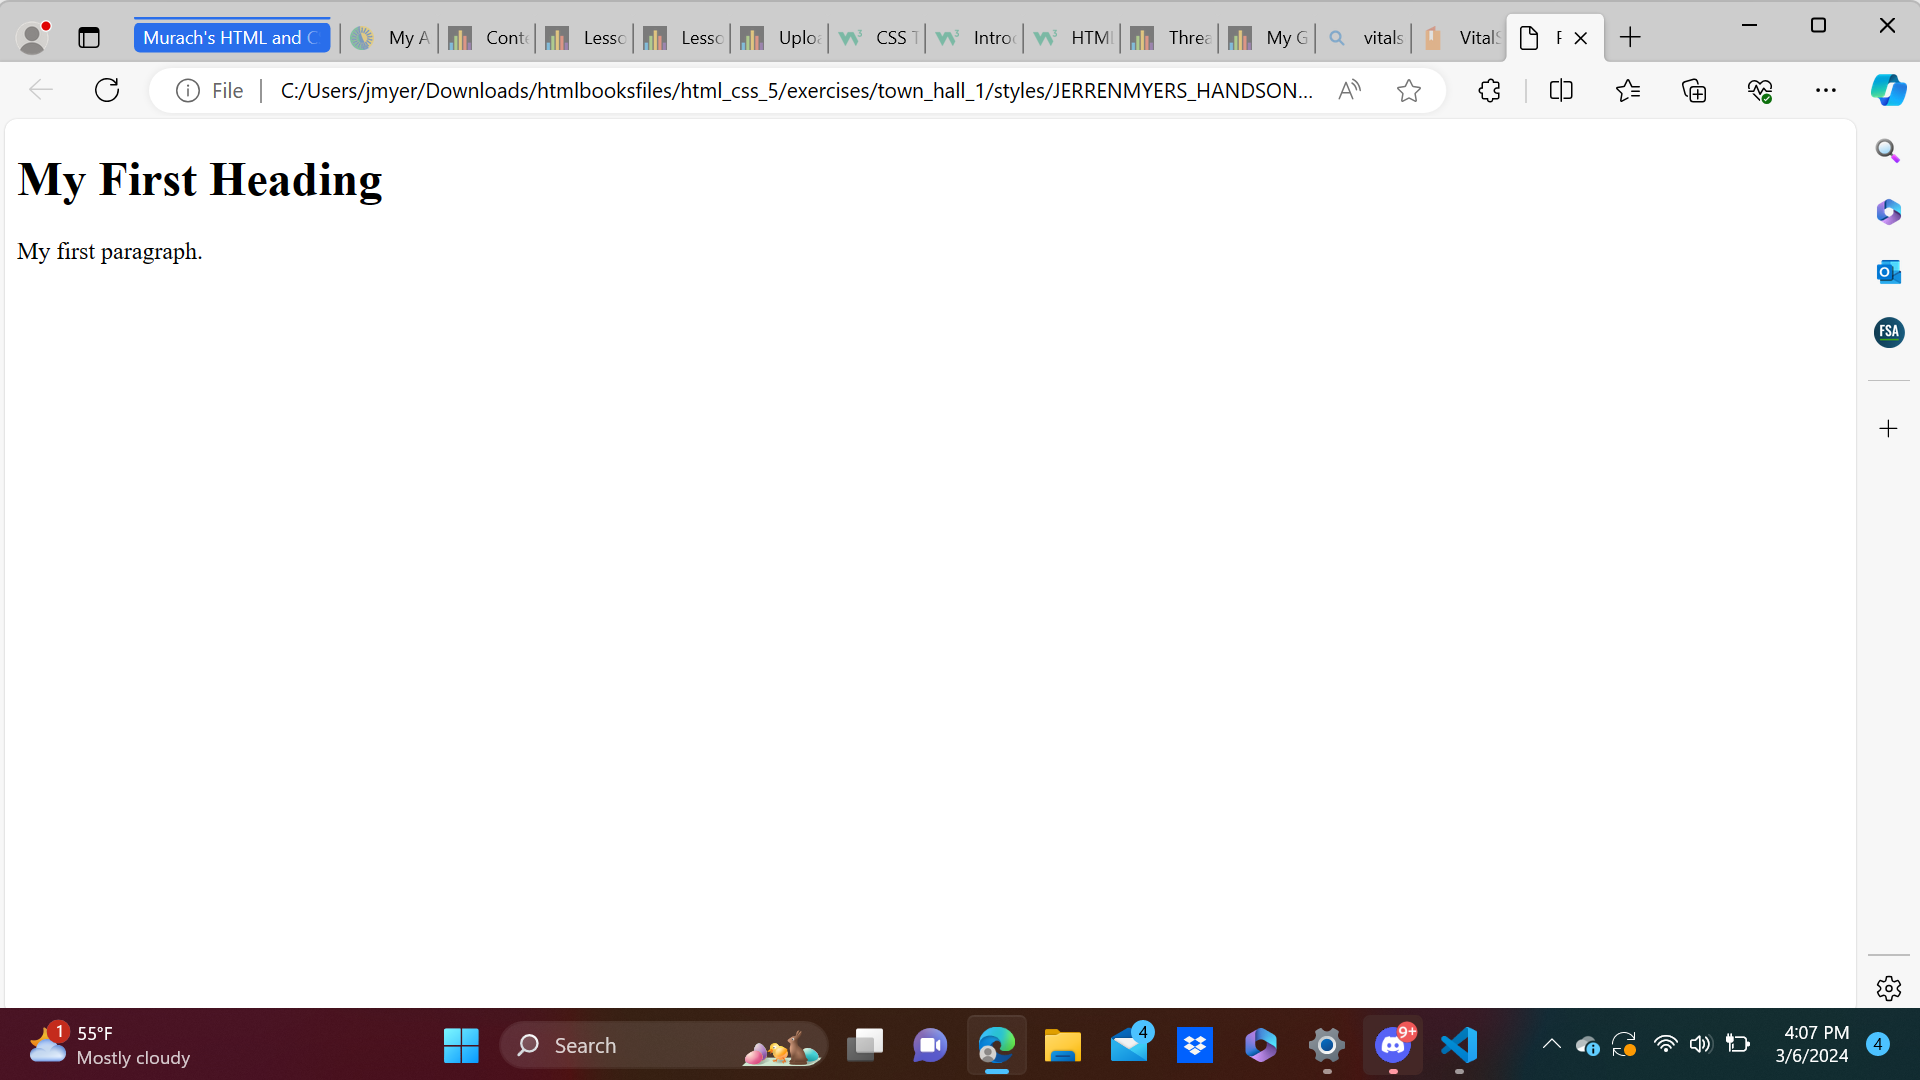 Murach's HTML and C
My A
Conte
Lesso
Lesso
Uploa
CSS T
Intro
HTML
Threa
My G
vitals
VitalS
File
C:/Users/jmyer/Downloads/htmlbooksfiles/html_css_5/exercises/town_hall_1/styles/JERRENMYERS_HANDSON...
My First Heading
My first paragraph.
FSA
1
55°F
Mostly cloudy
Search
4
9+
4:07 PM
3/6/2024
4